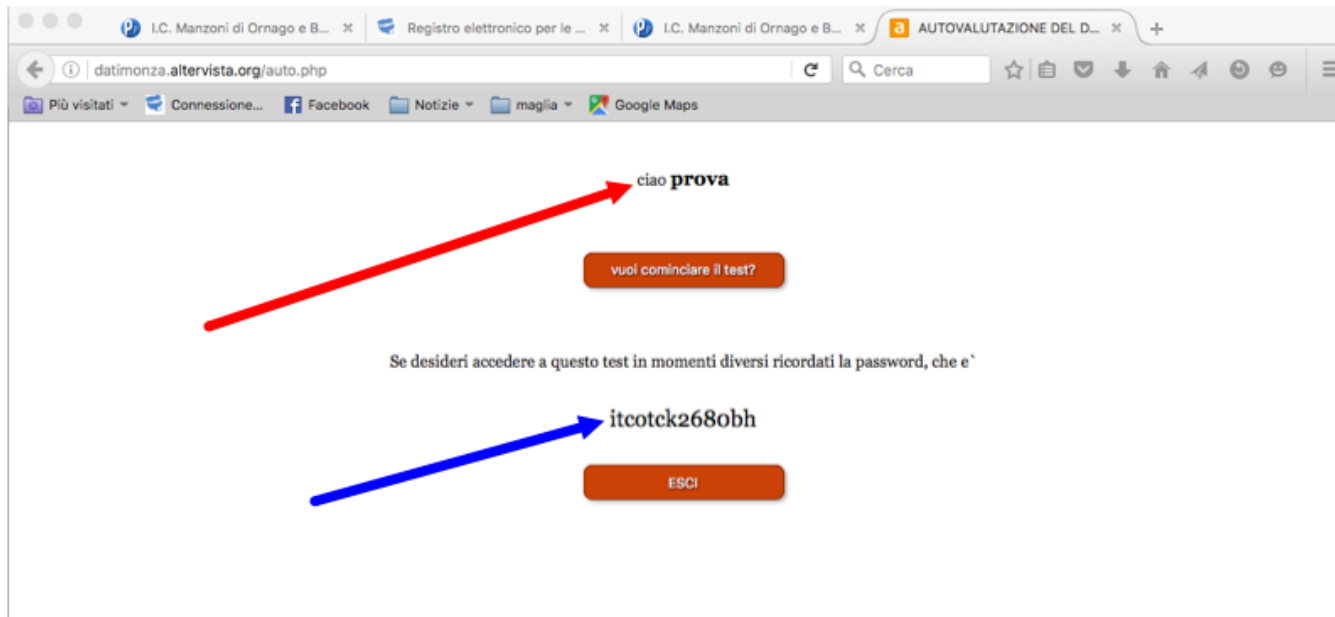 I.C. Manzoni di Ornago e B...
Registro elettronico per le ...
I.C. Manzoni di Ornago e B...
AUTOVALUTAZIONE DEL D...
datimonza.altervista.org/auto.php
Cerca
Più visitati
Connessione...
Facebook
Notizie
maglia
Google Maps
ciao prova
vuoi cominciare il test?
Se desideri accedere a questo test in momenti diversi ricordati la password, che e`
itcotck2680bh
ESCI